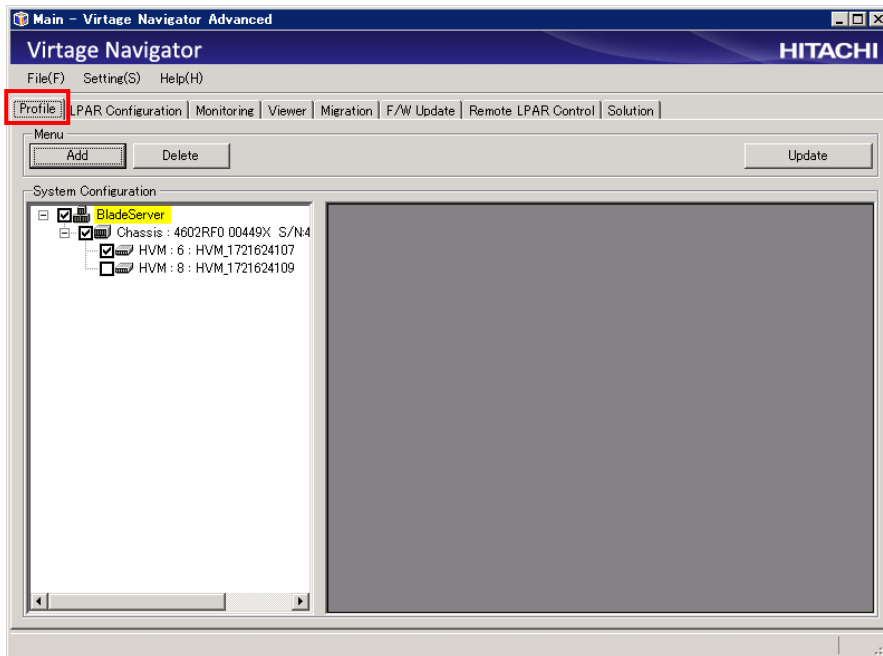 Main - Virtage Navigator Advanced
Virtage Navigator
HITACHI
File(F) Setting(S) Help(H)
Profile LPAR Configuration Monitoring Viewer Migration F/W Update Remote LPAR Control Solution
Menu
Add Delete Update
System Configuration
BladeServer
Chassis : 4602RF0 00449X S/N:4
HVM : 6 : HVM_1721624107
HVM : 8 : HVM_1721624109